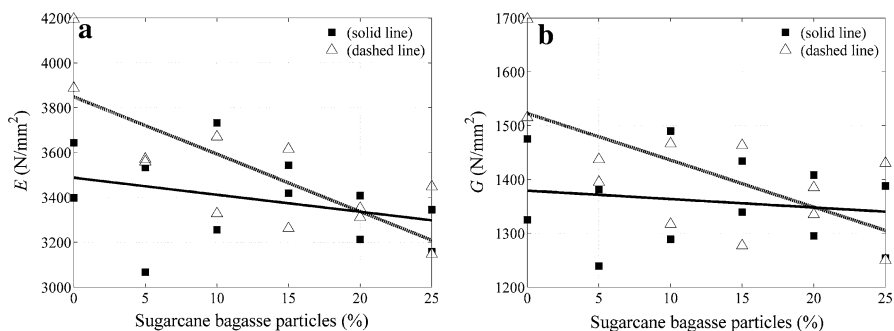 a
■ (solid line)
△ (dashed line)
4200
4000
3800
3600
3400
3200
3000
E (N/mm²)
0 5 10 15 20 25
Sugarcane bagasse particles (%)
b
■ (solid line)
△ (dashed line)
1700
1600
1500
1400
1300
1200
G (N/mm²)
0 5 10 15 20 25
Sugarcane bagasse particles (%)